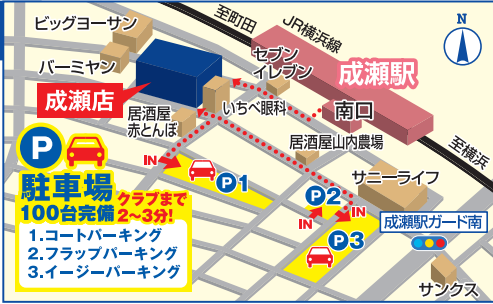 ビッグヨーサン
至町田
JR横浜線
N
バーミヤン
セブン
イレブン
成瀬駅
成瀬店
いちべ眼科
南口
居酒屋
赤とんぼ
居酒屋山内農場
至横浜
P
IN
P1
サニーライフ
駐車場
クラブまで
100台完備
2~3分!
IN
P2
IN
成瀬駅ガード南
1.コートパーキング
2.フラップパーキング
3.イージーパーキング
P3
サンクス